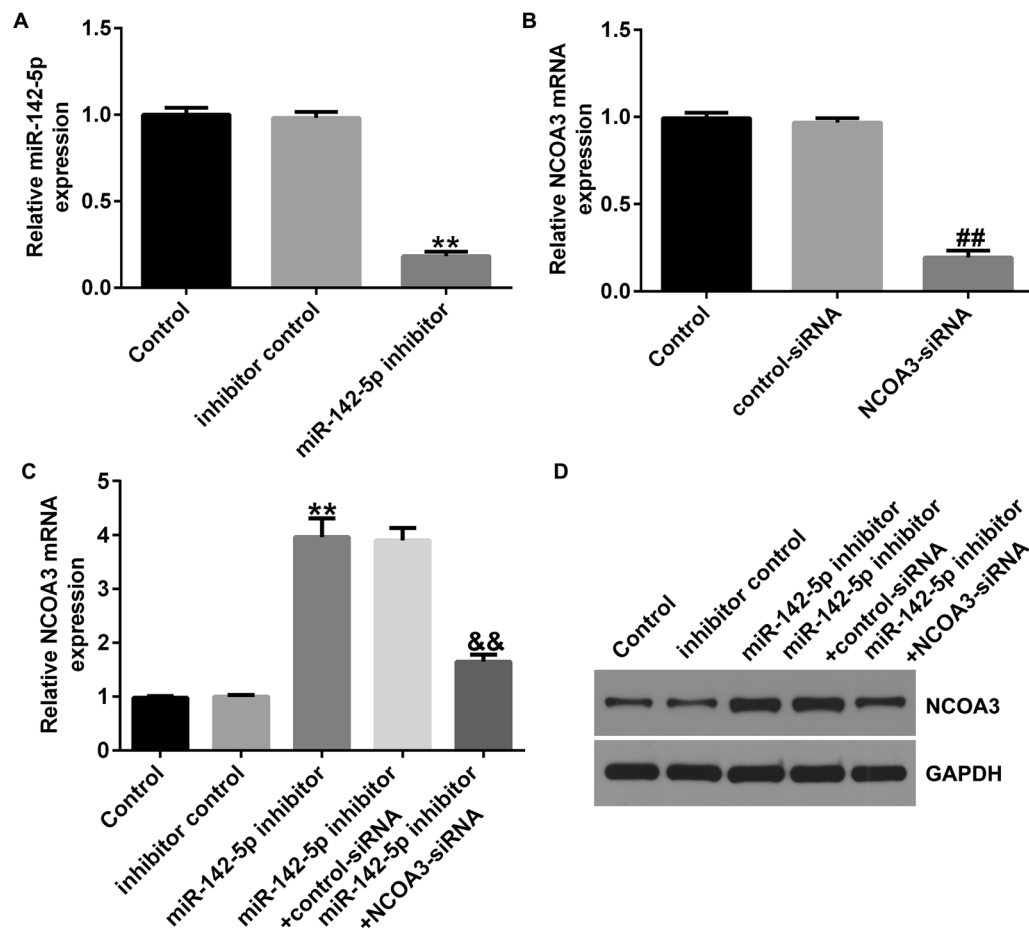 A
Relative miR-142-5p
expression
1.5
1.0
0.5
0.0
**
Control
inhibitor control
miR-142-5p inhibitor
B
Relative NCOA3 mRNA
expression
1.5
1.0
0.5
0.0
##
Control
control-siRNA
NCOA3-siRNA
C
Relative NCOA3 mRNA
expression
5
4
3
2
1
0
**
&&
Control
inhibitor control
miR-142-5p inhibitor
miR-142-5p inhibitor
+control-siRNA
miR-142-5p inhibitor
+NCOA3-siRNA
D
Control
inhibitor control
miR-142-5p inhibitor
miR-142-5p inhibitor
+control-siRNA
miR-142-5p inhibitor
+NCOA3-siRNA
NCOA3
GAPDH